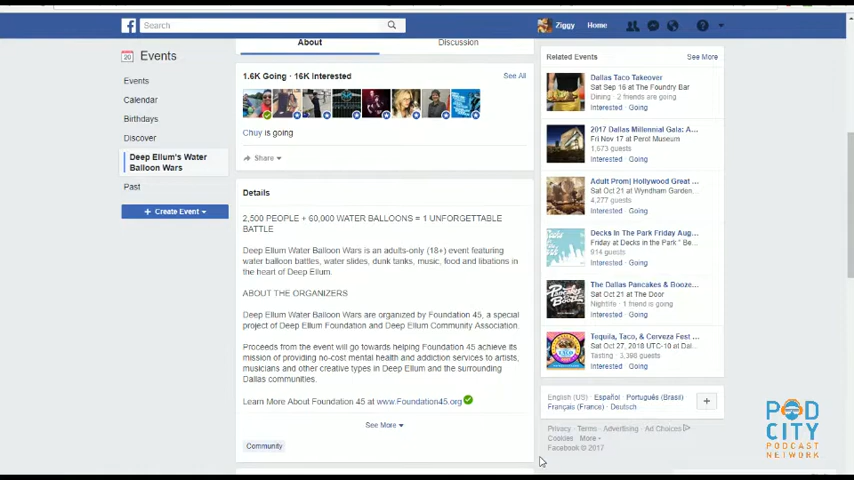 Search
Ziggy
Home
About
Discussion
Events
Events
Calendar
Birthdays
Discover
Deep Ellum's Water
Balloon Wars
Past
+ Create Event
1.6K Going · 16K Interested
See All
Chuy is going
Share
Details
2,500 PEOPLE + 60,000 WATER BALLOONS = 1 UNFORGETTABLE
BATTLE
Deep Ellum Water Balloon Wars is an adults-only (18+) event featuring
water balloon battles, water slides, dunk tanks, music, food and libations in
the heart of Deep Ellum.
ABOUT THE ORGANIZERS
Deep Ellum Water Balloon Wars are organized by Foundation 45, a special
project of Deep Ellum Foundation and Deep Ellum Community Association.
Proceeds from the event will go towards helping Foundation 45 achieve its
mission of providing no-cost mental health and addiction services to artists,
musicians and other creative types in Deep Ellum and the surrounding
Dallas communities.
Learn More About Foundation 45 at www.Foundation45.org
See More
Community
Related Events
See More
Dallas Taco Takeover
Sat Sep 16 at The Foundry Bar
Dining · 2 friends are going
Interested · Going
2017 Dallas Millennial Gala: A...
Fri Nov 17 at Perot Museum
1,673 guests
Interested · Going
Adult Prom| Hollywood Great ...
Sat Oct 21 at Wyndham Garden...
4,277 guests
Interested · Going
Decks In The Park Friday Aug...
Friday at Decks in the Park " Be...
914 guests
Interested · Going
The Dallas Pancakes & Booze...
Sat Oct 21 at The Door
Nightlife · 1 friend is going
Interested · Going
Tequila, Taco, & Cerveza Fest ...
Sat Oct 27, 2018 UTC-10 at Dal...
Tasting · 3,398 guests
Interested · Going
English (US) · Español · Português (Brasil) ·
Français (France) · Deutsch
+
Privacy · Terms · Advertising · Ad Choices
Cookies · More
Facebook © 2017
POD
CITY
PODCAST
NETWORK